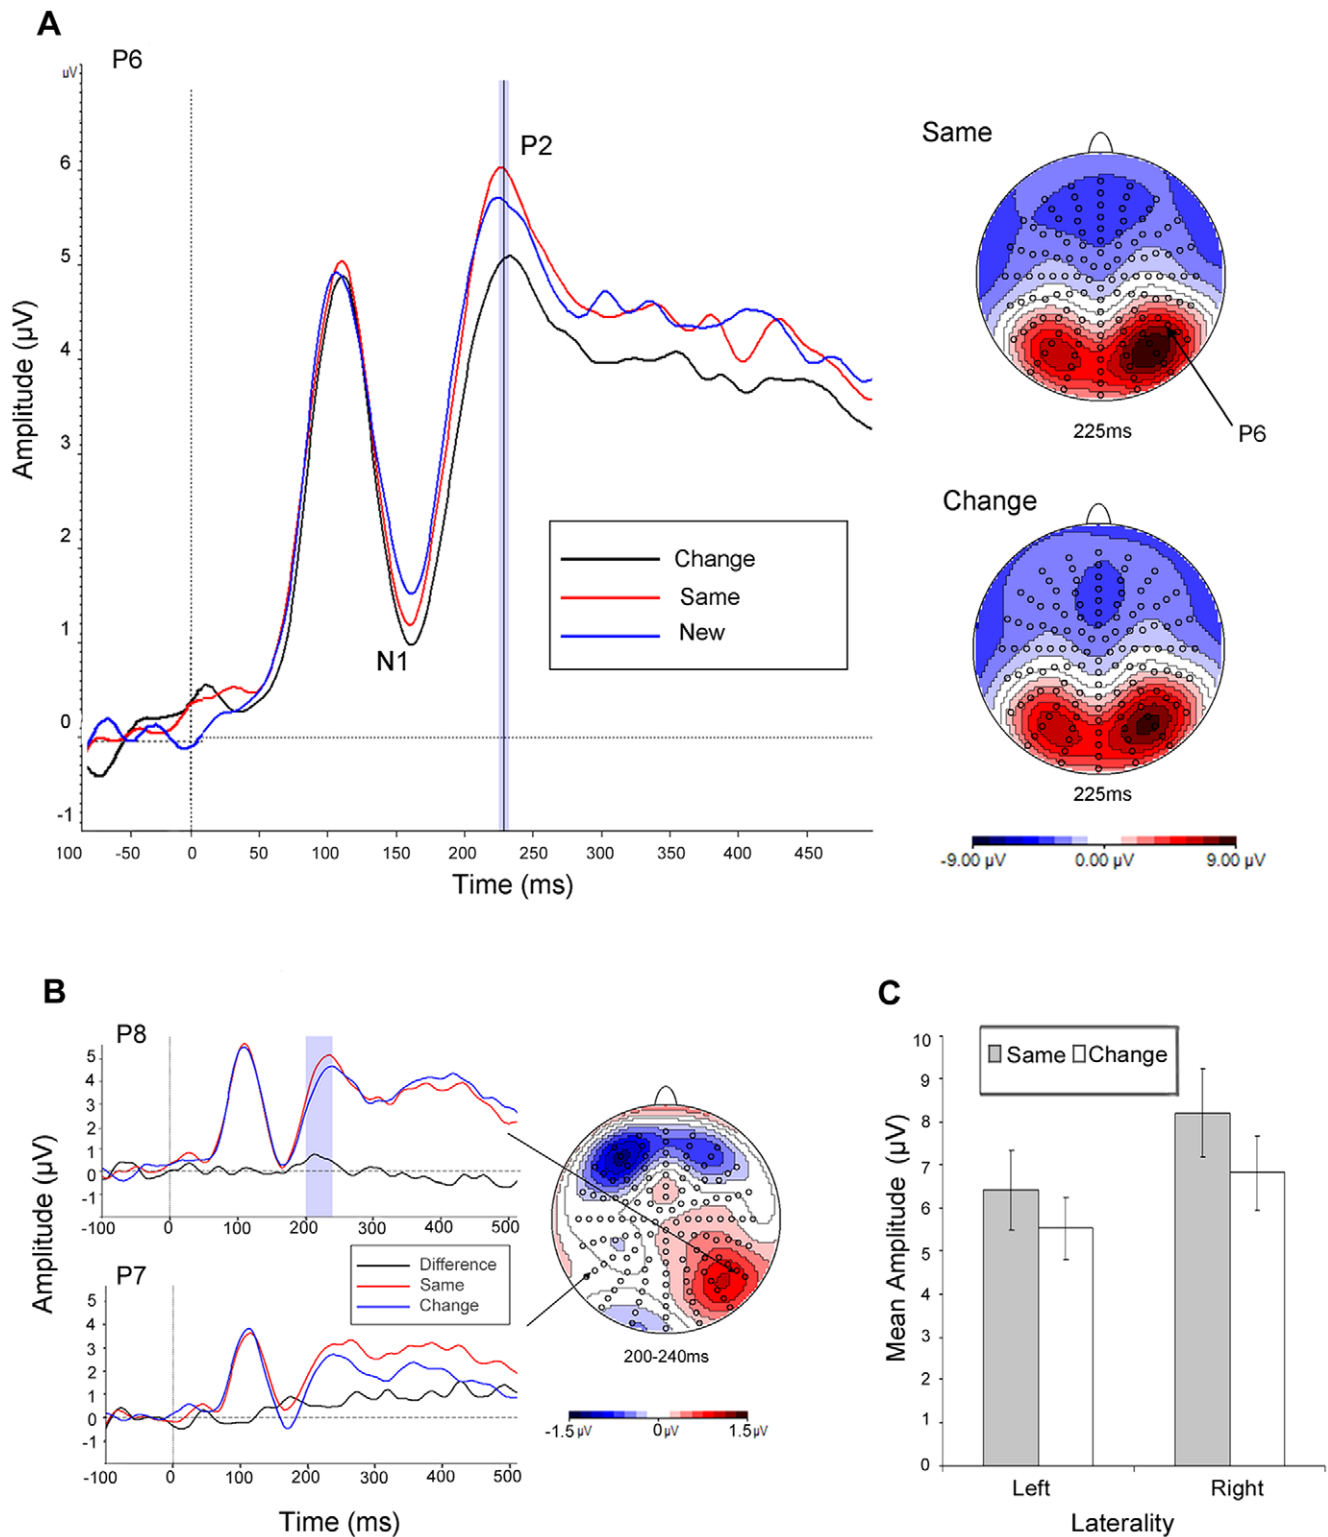 A
P6
µV
P2
6
5
4
3
2
1
0
-1
Amplitude (µV)
N1
Change
Same
New
100 -50 0 50 100 150 200 250 300 350 400 450
Time (ms)
Same
225ms
P6
Change
225ms
-9.00 µV 0.00 µV 9.00 µV
B
P8
5
4
3
2
1
0
-1
-100 0 100 200 300 400 500
Amplitude (µV)
Difference
Same
Change
P7
5
4
3
2
1
0
-1
-100 0 100 200 300 400 500
Time (ms)
200-240ms
-1.5 µV 0 µV 1.5 µV
C
Same Change
10
9
8
7
6
5
4
3
2
1
0
Mean Amplitude (µV)
Left Right
Laterality